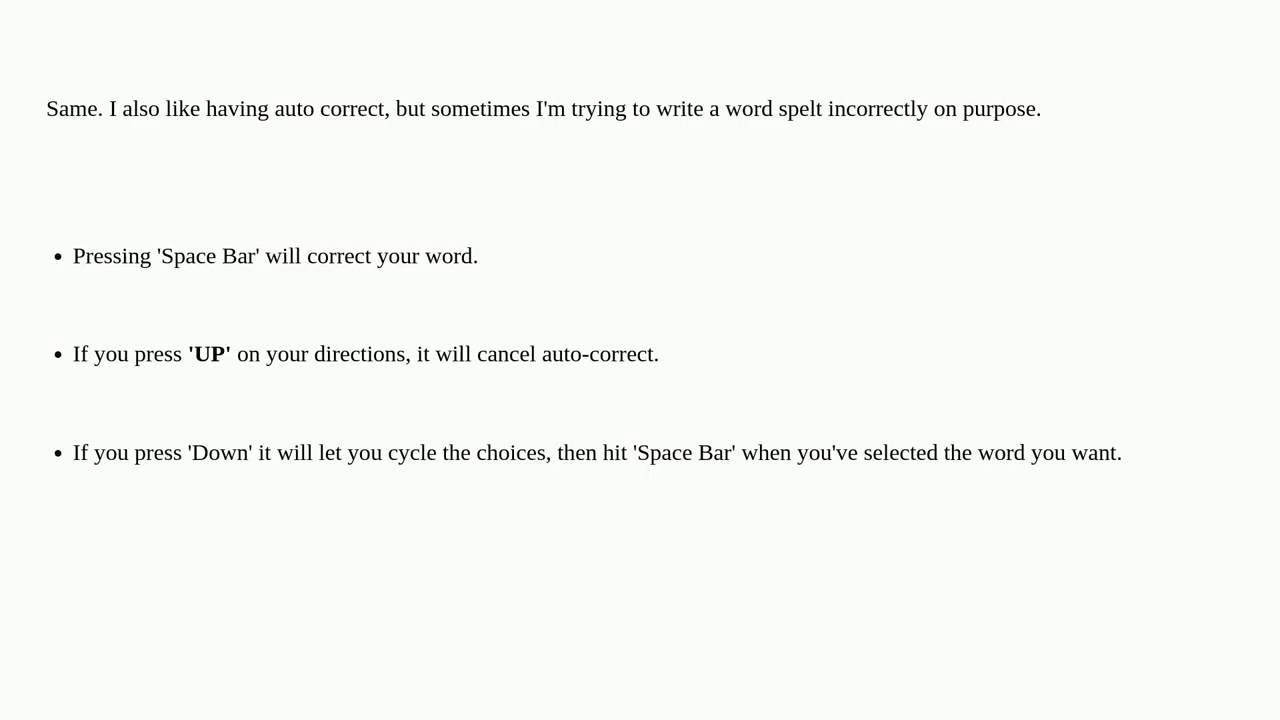 Same. I also like having auto correct, but sometimes I'm trying to write a word spelt incorrectly on purpose.
• Pressing 'Space Bar' will correct your word.
• If you press 'UP' on your directions, it will cancel auto-correct.
• If you press 'Down' it will let you cycle the choices, then hit 'Space Bar' when you've selected the word you want.